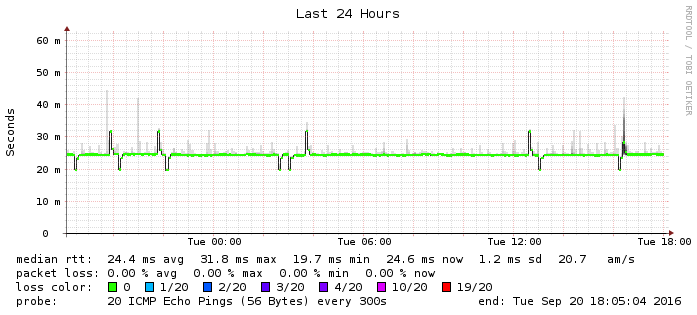 Last 24 Hours
RRDTOOL / TOBI OETIKER
Seconds
60 m
50 m
40 m
30 m
20 m
10 m
0
Tue 00:00 Tue 06:00 Tue 12:00 Tue 18:00
median rtt: 24.4 ms avg 31.8 ms max 19.7 ms min 24.6 ms now 1.2 ms sd 20.7 am/s
packet loss: 0.00 % avg 0.00 % max 0.00 % min 0.00 % now
loss color: 0 1/20 2/20 3/20 4/20 10/20 19/20
probe: 20 ICMP Echo Pings (56 Bytes) every 300s end: Tue Sep 20 18:05:04 2016